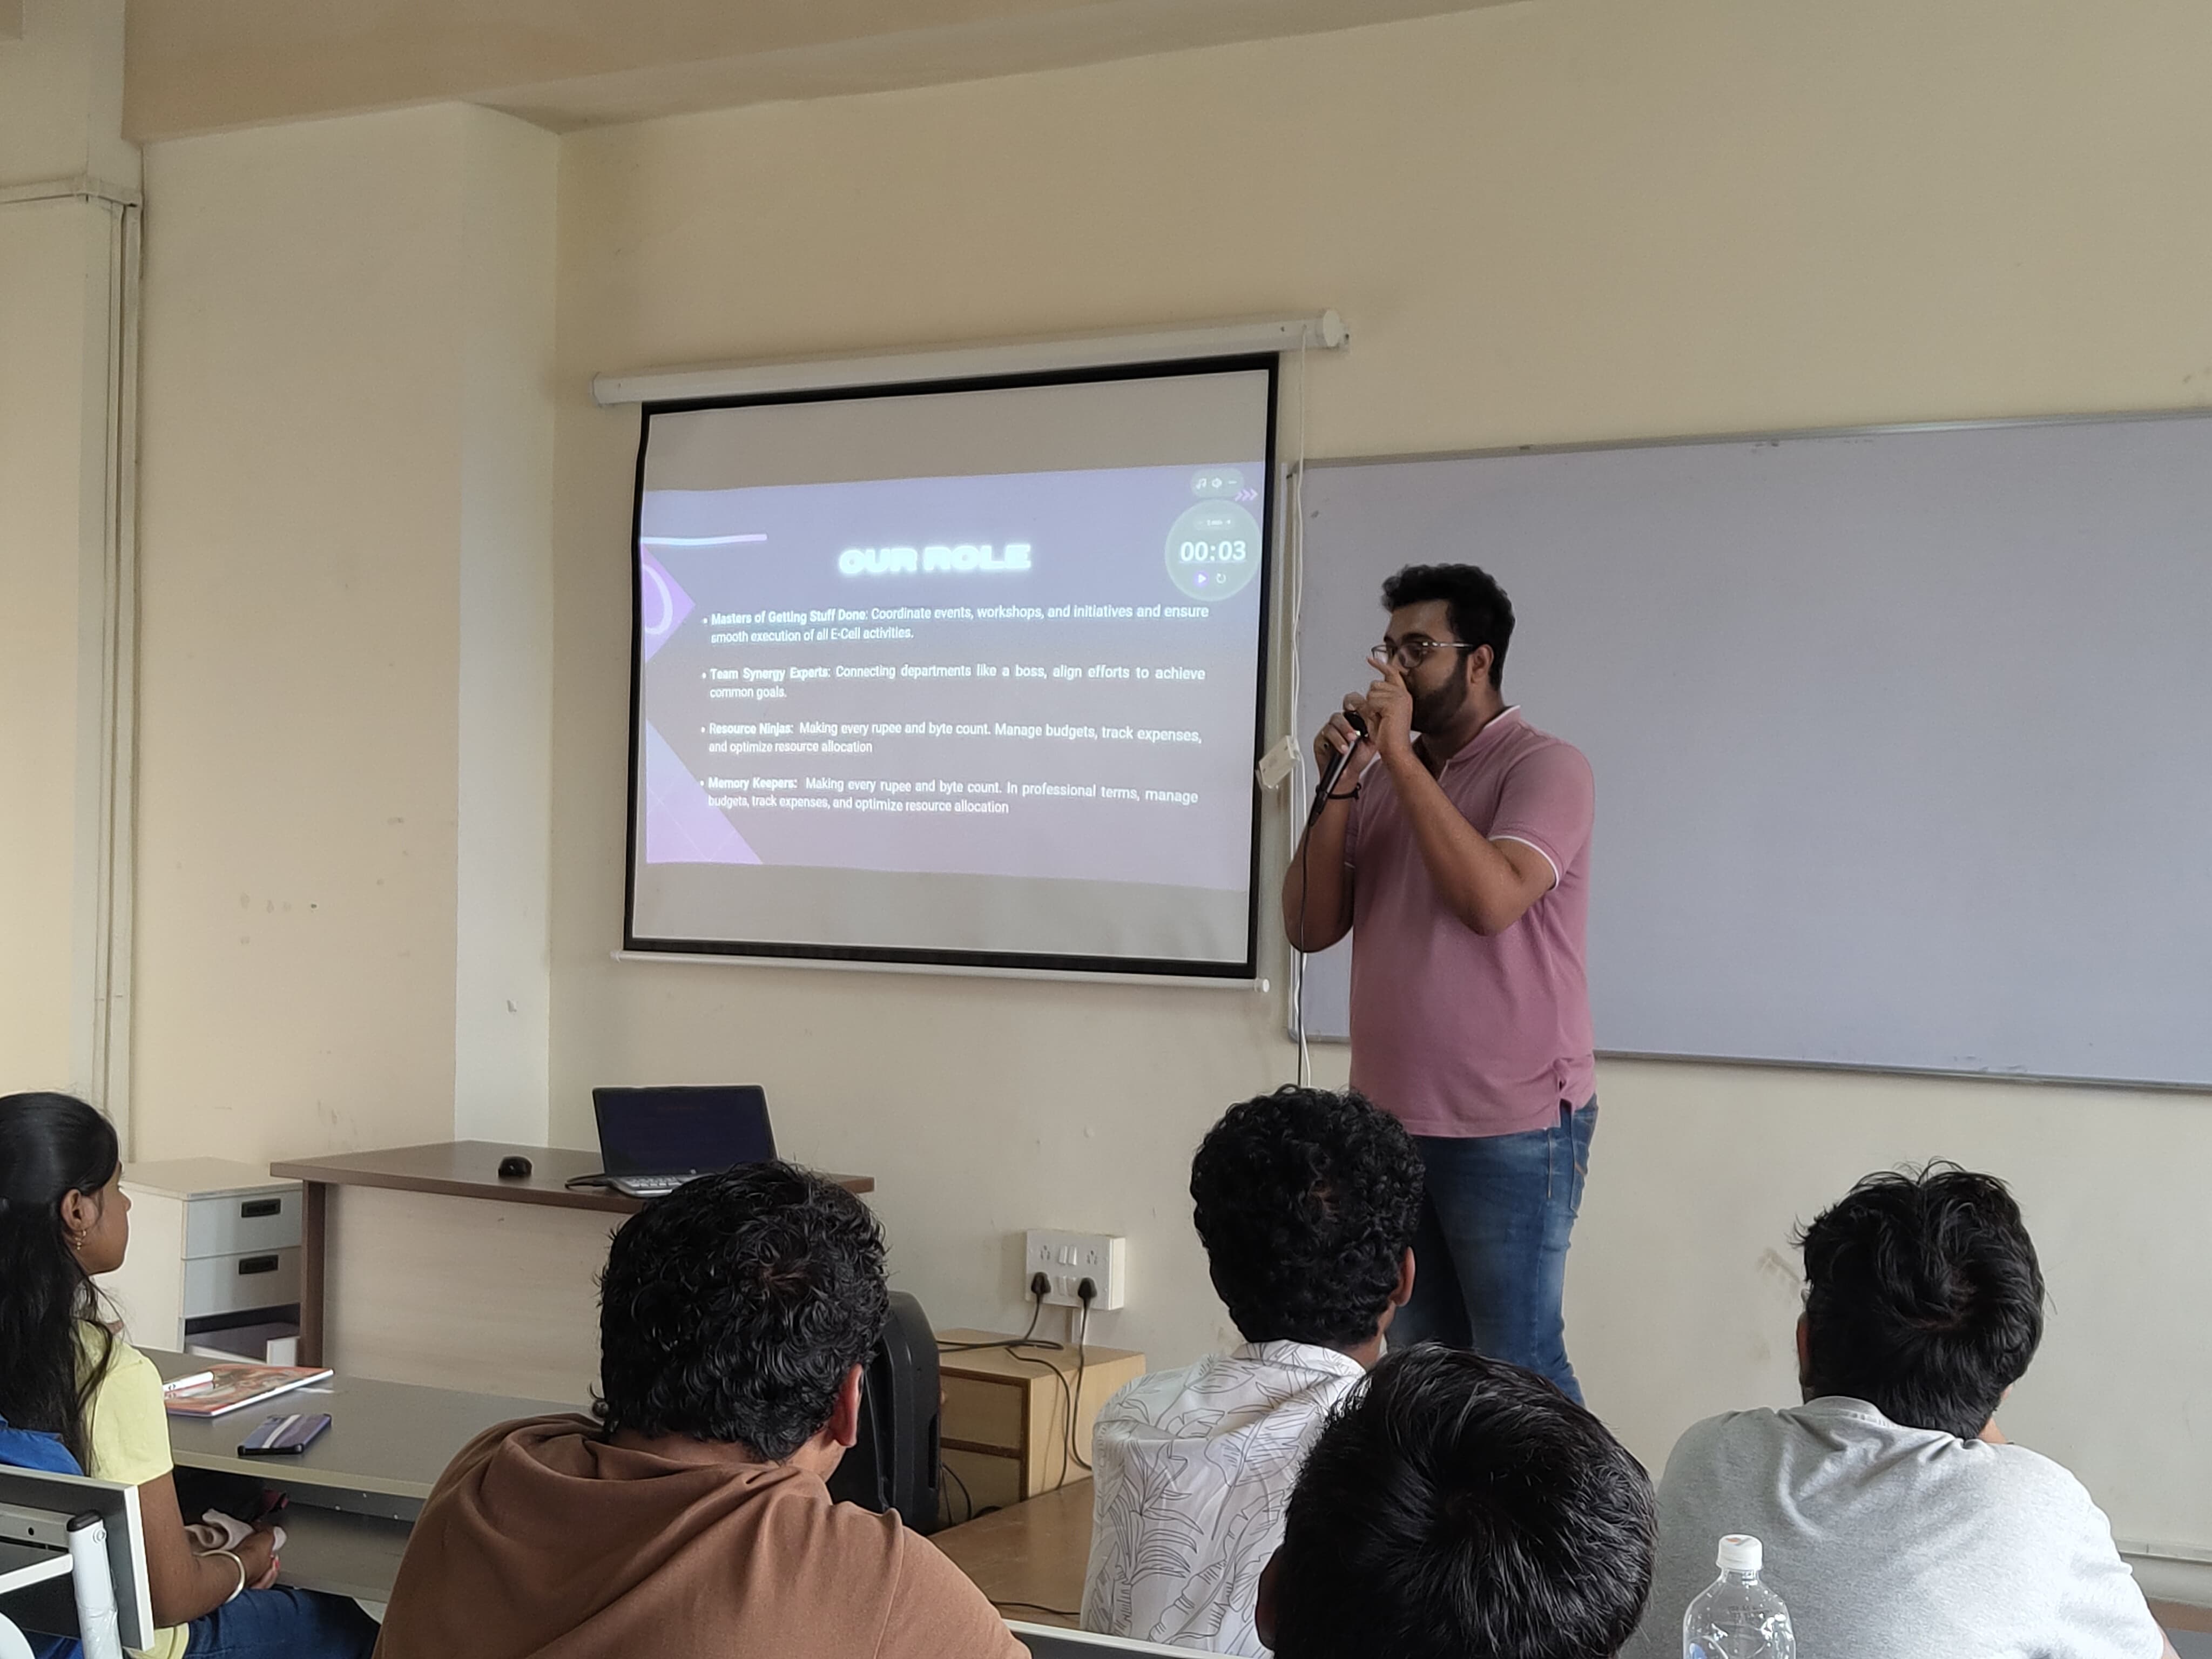 OUR ROLE
00:03
• Masters of Getting Stuff Done: Coordinate events, workshops, and initiatives and ensure
smooth execution of all E-Cell activities.
• Team Synergy Experts: Connecting departments like a boss, align efforts to achieve
common goals.
• Resource Ninjas: Making every rupee and byte count. Manage budgets, track expenses,
and optimize resource allocation
• Memory Keepers: Making every rupee and byte count. In professional terms, manage
budgets, track expenses, and optimize resource allocation